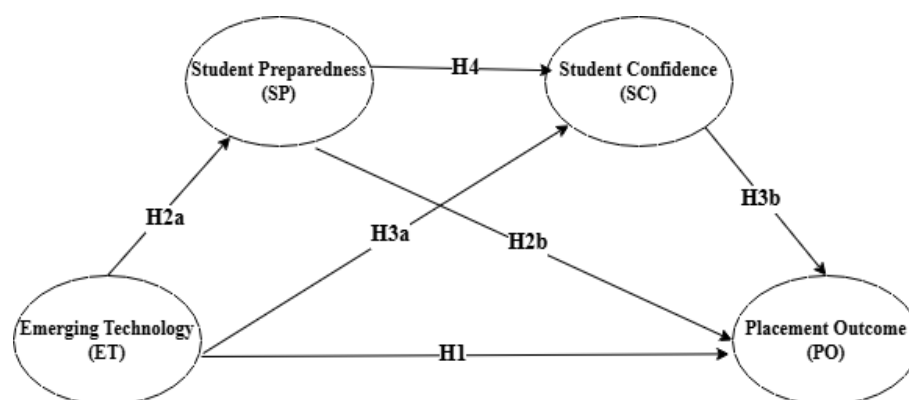 Student Preparedness
(SP)
H4
Student Confidence
(SC)
H2a
H3a
H2b
H3b
Emerging Technology
(ET)
H1
Placement Outcome
(PO)